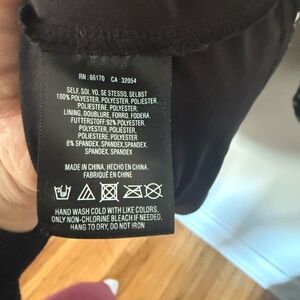 RN : 66170 CA 32054
SELF, SOI, YO, SE STESSO, SELBST
100% POLYESTER, POLYESTER,
POLYESTER, POLIÉSTER,
POLIESTERE, POLYESTER;
LINING, DOUBLURE, FORRO, FODERA,
FUTTERSTOFF: 92% POLYESTER,
POLYESTER, POLIÉSTER,
POLIESTERE, POLYESTER
8% SPANDEX, SPANDEX, SPANDEX,
SPANDEX, SPANDEX
MADE IN CHINA, HECHO EN CHINA,
FABRIQUÉ EN CHINE
HAND WASH COLD WITH LIKE COLORS,
ONLY NON-CHLORINE BLEACH IF NEEDED,
HANG TO DRY, DO NOT IRON